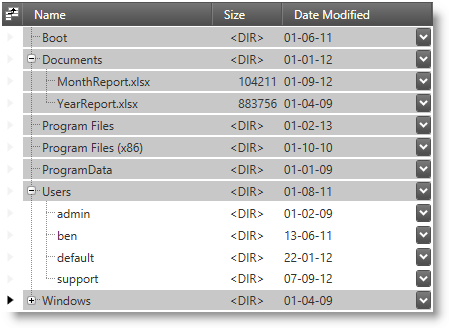 Name Size Date Modified
Boot <DIR> 01-06-11
Documents <DIR> 01-01-12
MonthReport.xlsx 104211 01-09-12
YearReport.xlsx 883756 01-04-09
Program Files <DIR> 01-02-13
Program Files (x86) <DIR> 01-10-10
ProgramData <DIR> 01-01-09
Users <DIR> 01-08-11
admin <DIR> 01-02-09
ben <DIR> 13-06-11
default <DIR> 22-01-12
support <DIR> 07-09-12
Windows <DIR> 01-04-09